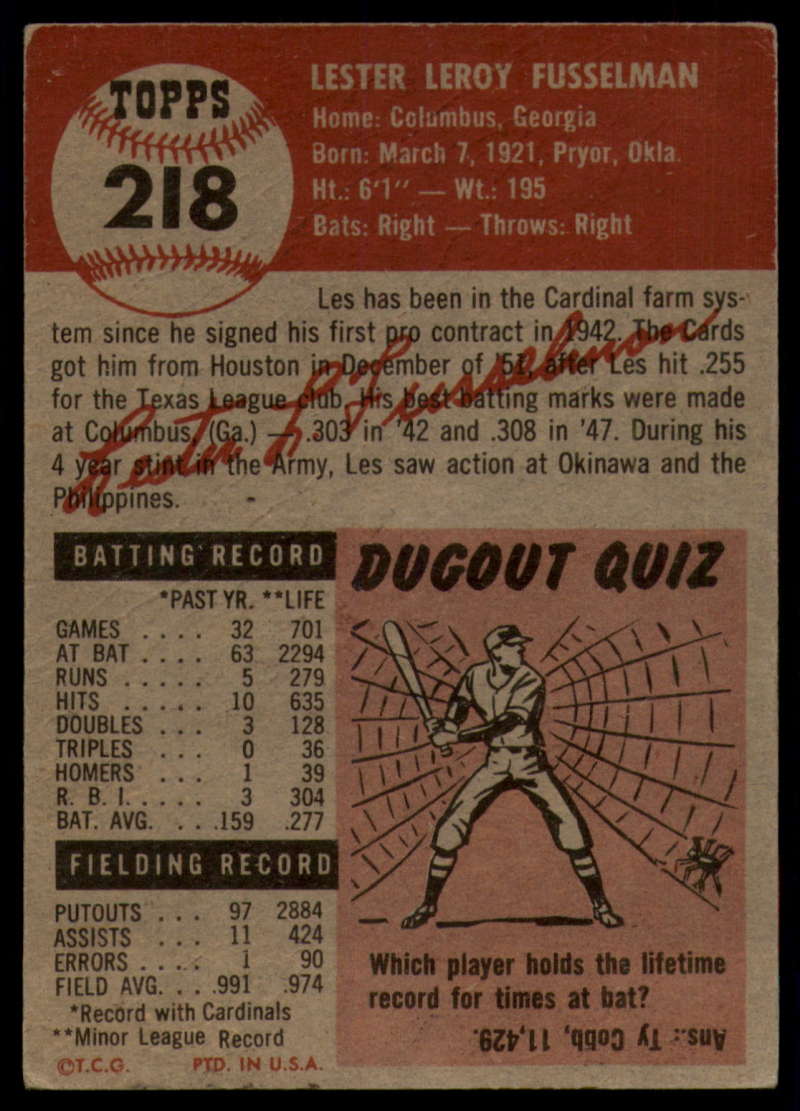 TOPPS
218
LESTER LEROY FUSSELMAN
Home: Columbus, Georgia
Born: March 7, 1921, Pryor, Okla.
Ht.: 6'1" — Wt.: 195
Bats: Right — Throws: Right
Les has been in the Cardinal farm sys-
tem since he signed his first pro contract in 1942. The Cards
got him from Houston in December of '51, after Les hit .255
for the Texas League club. His best batting marks were made
at Columbus, (Ga.) — .303 in '42 and .308 in '47. During his
4 year stint in the Army, Les saw action at Okinawa and the
Philippines.
Lester L. Fusselman
BATTING RECORD
*PAST YR. **LIFE
GAMES . . . . 32 701
AT BAT . . . . 63 2294
RUNS . . . . . 5 279
HITS . . . . . 10 635
DOUBLES . . . 3 128
TRIPLES . . . 0 36
HOMERS . . . 1 39
R. B. I. . . . . 3 304
BAT. AVG. . . .159 .277
FIELDING RECORD
PUTOUTS . . . 97 2884
ASSISTS . . . 11 424
ERRORS . . . . 1 90
FIELD AVG. . . .991 .974
*Record with Cardinals
**Minor League Record
©T.C.G. PTD. IN U.S.A.
DUGOUT QUIZ
Which player holds the lifetime
record for times at bat?
Ans.: Ty Cobb, 11,429.